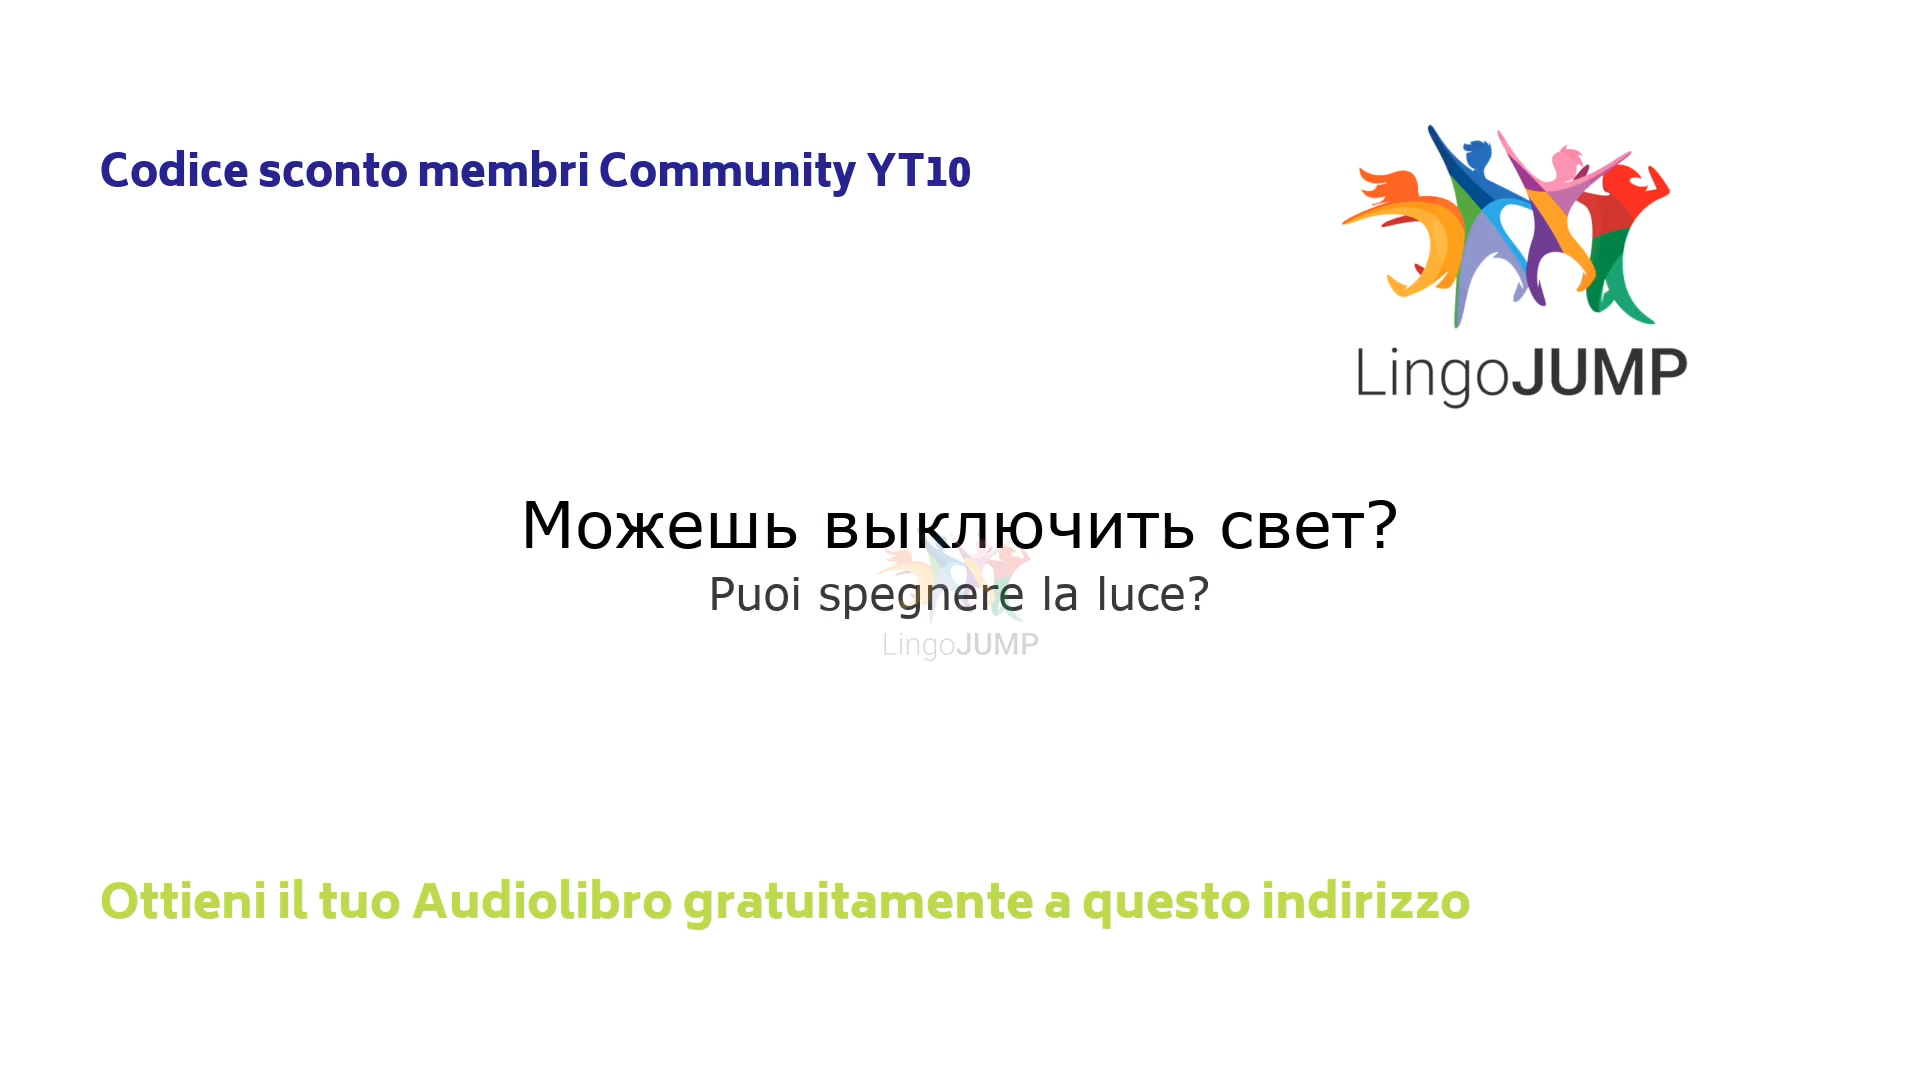 Codice sconto membri Community YT10
LingoJUMP
Можешь выключить свет?
Puoi spegnere la luce?
LingoJUMP
Ottieni il tuo Audiolibro gratuitamente a questo indirizzo